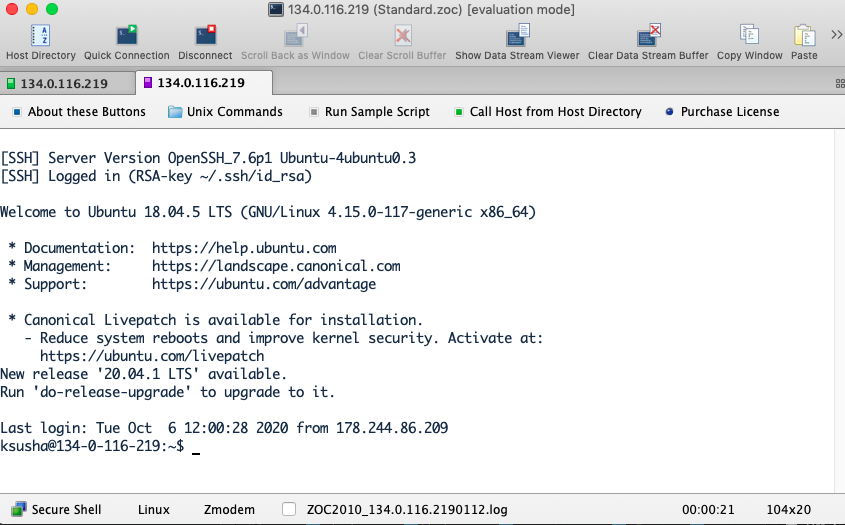 134.0.116.219 (Standard.zoc) [evaluation mode]
Host Directory Quick Connection Disconnect Scroll Back as Window Clear Scroll Buffer Show Data Stream Viewer Clear Data Stream Buffer Copy Window Paste
134.0.116.219 134.0.116.219
About these Buttons Unix Commands Run Sample Script Call Host from Host Directory Purchase License
[SSH] Server Version OpenSSH_7.6p1 Ubuntu-4ubuntu0.3
[SSH] Logged in (RSA-key ~/.ssh/id_rsa)
Welcome to Ubuntu 18.04.5 LTS (GNU/Linux 4.15.0-117-generic x86_64)
* Documentation: https://help.ubuntu.com
* Management: https://landscape.canonical.com
* Support: https://ubuntu.com/advantage
* Canonical Livepatch is available for installation.
- Reduce system reboots and improve kernel security. Activate at:
https://ubuntu.com/livepatch
New release '20.04.1 LTS' available.
Run 'do-release-upgrade' to upgrade to it.
Last login: Tue Oct 6 12:00:28 2020 from 178.244.86.209
ksusha@134-0-116-219:~$ _
Secure Shell Linux Zmodem ZOC2010_134.0.116.2190112.log 00:00:21 104x20